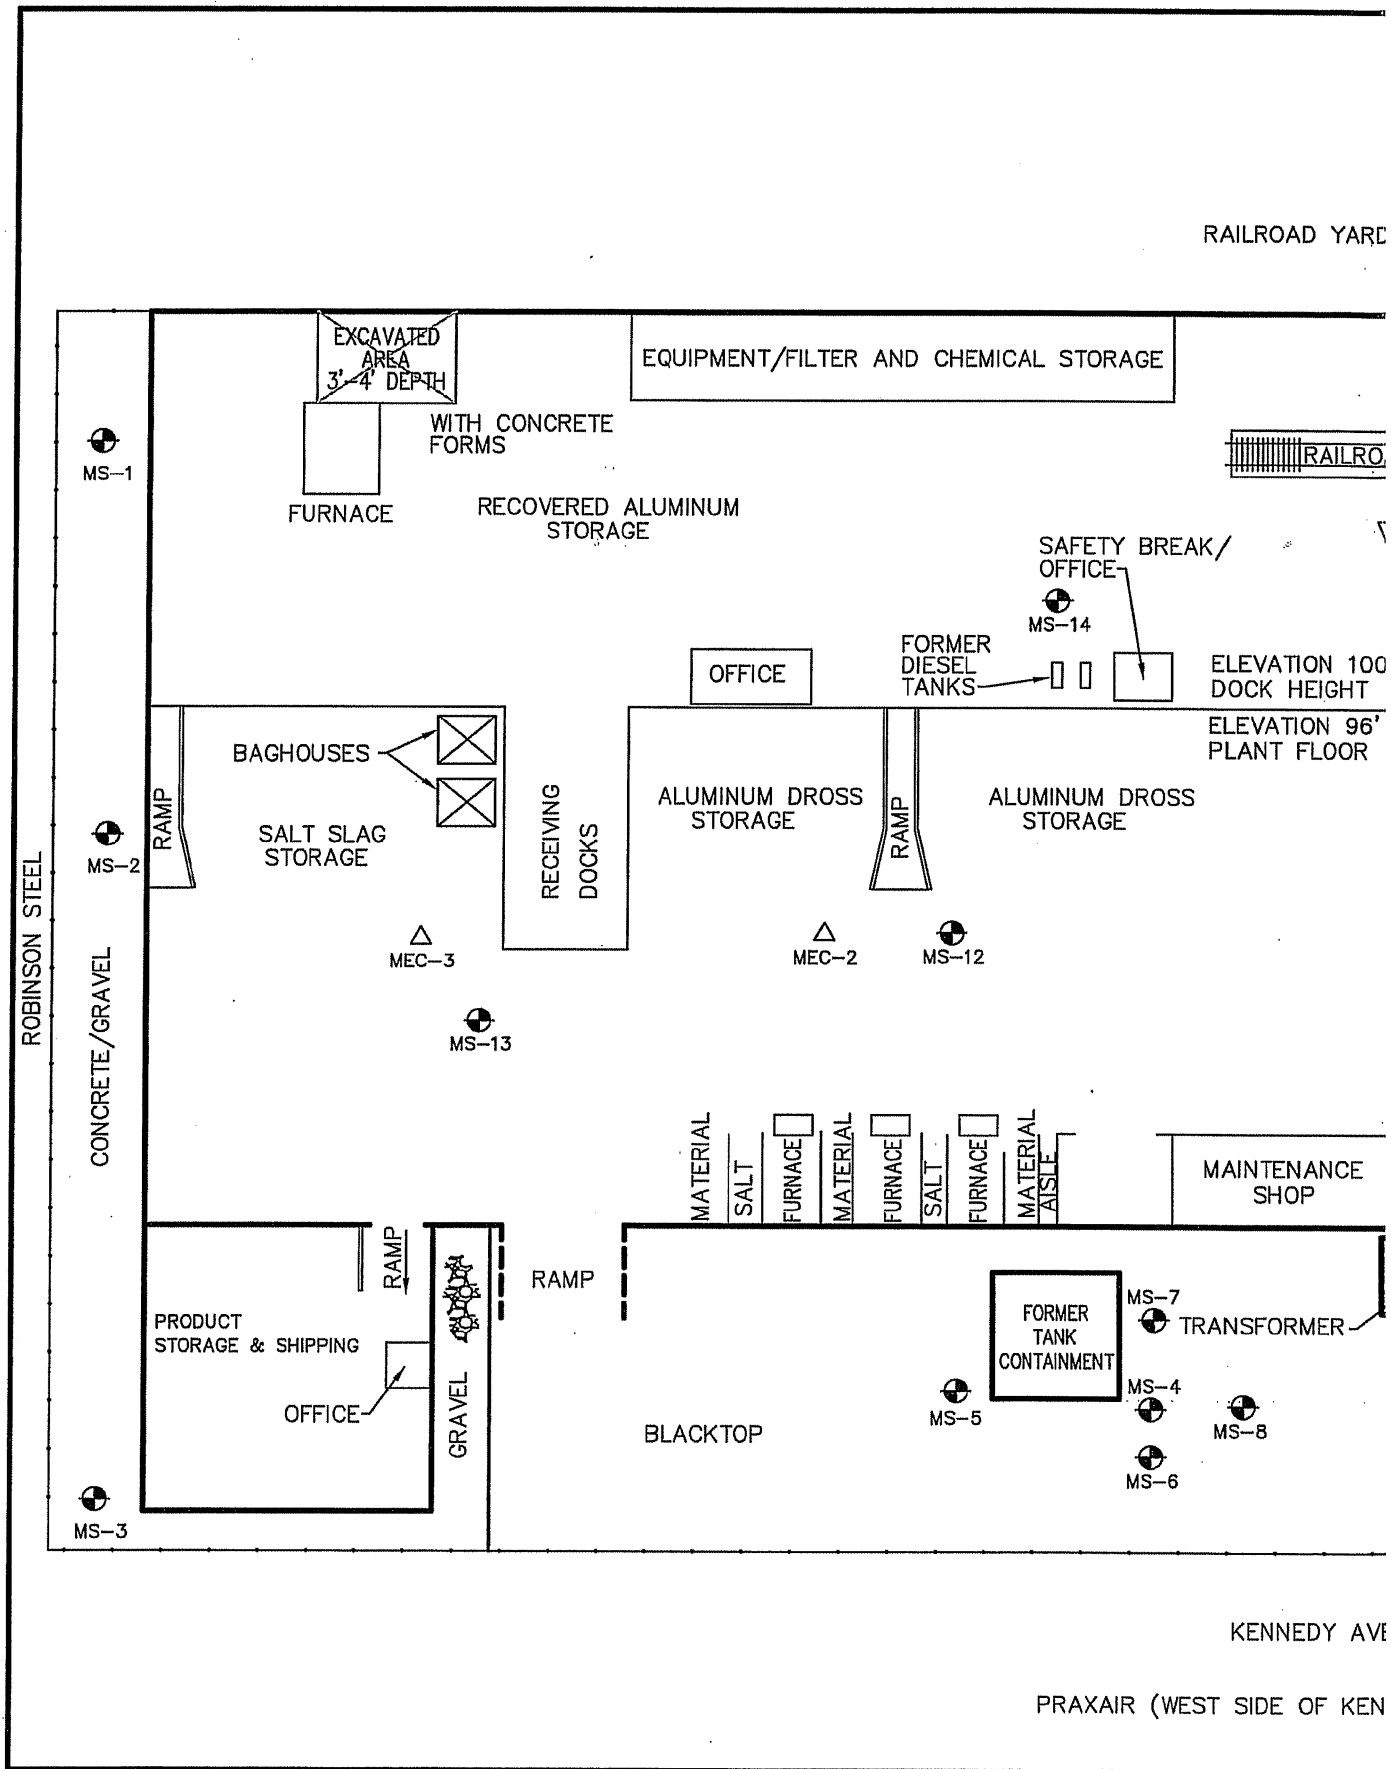 RAILROAD YARD
EXCAVATED
AREA
3'-4' DEPTH
EQUIPMENT/FILTER AND CHEMICAL STORAGE
WITH CONCRETE
FORMS
MS-1
RAILRO
FURNACE
RECOVERED ALUMINUM
STORAGE
SAFETY BREAK/
OFFICE
MS-14
FORMER
DIESEL
TANKS
OFFICE
ELEVATION 100
DOCK HEIGHT
ELEVATION 96'
PLANT FLOOR
BAGHOUSES
RAMP
SALT SLAG
STORAGE
RECEIVING
DOCKS
ALUMINUM DROSS
STORAGE
RAMP
ALUMINUM DROSS
STORAGE
MS-2
ROBINSON STEEL
CONCRETE/GRAVEL
MEC-3
MEC-2
MS-12
MS-13
MATERIAL
SALT
FURNACE
MATERIAL
FURNACE
SALT
FURNACE
MATERIAL
AISLE
MAINTENANCE
SHOP
RAMP
RAMP
PRODUCT
STORAGE & SHIPPING
OFFICE
GRAVEL
BLACKTOP
FORMER
TANK
CONTAINMENT
MS-7
TRANSFORMER
MS-4
MS-5
MS-8
MS-6
MS-3
KENNEDY AVE
PRAXAIR (WEST SIDE OF KEN